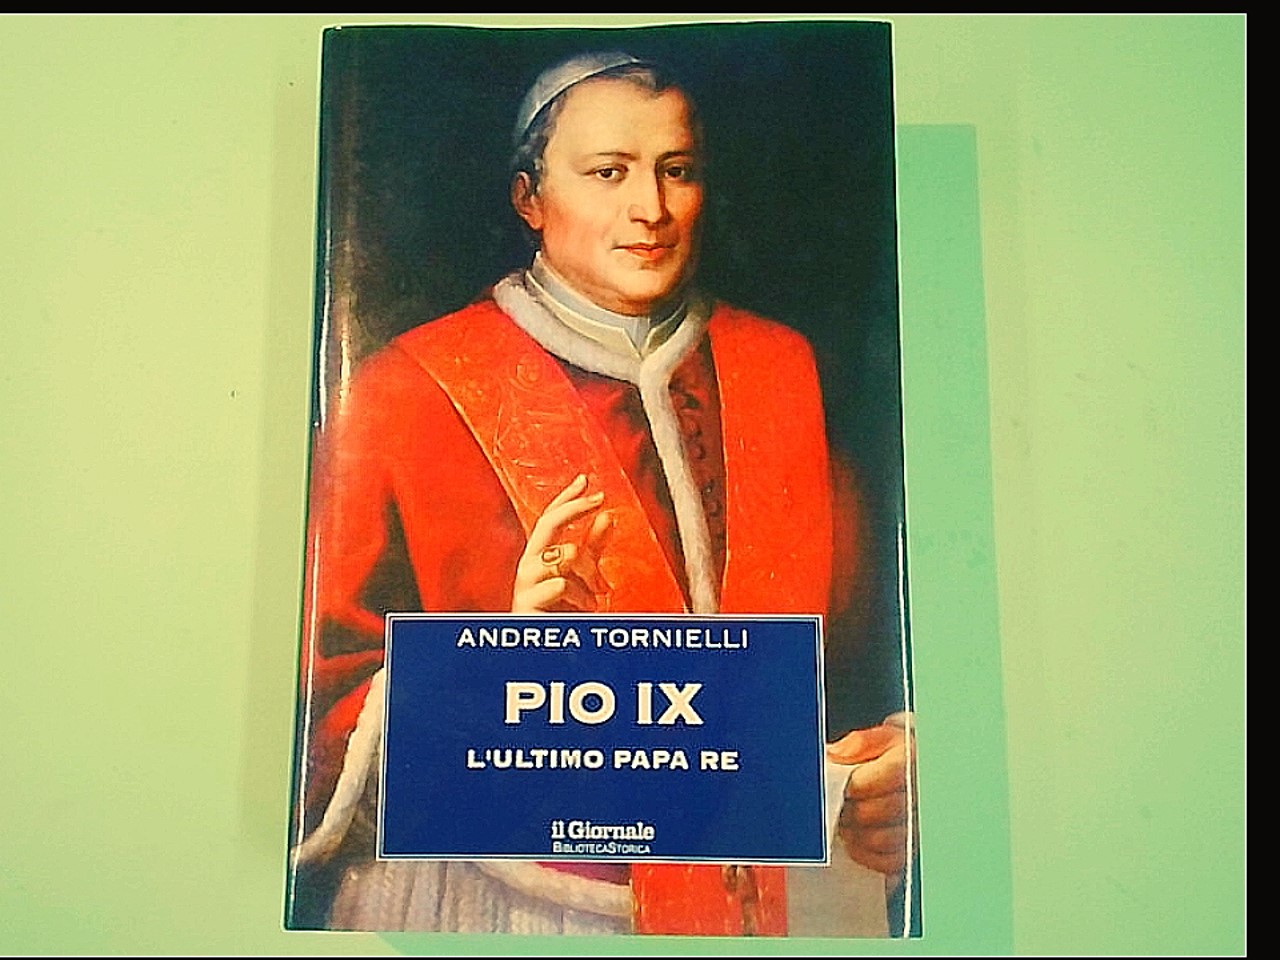 ANDREA TORNIELLI
PIO IX
L'ULTIMO PAPA RE
il Giornale
BIBLIOTECASTORICA